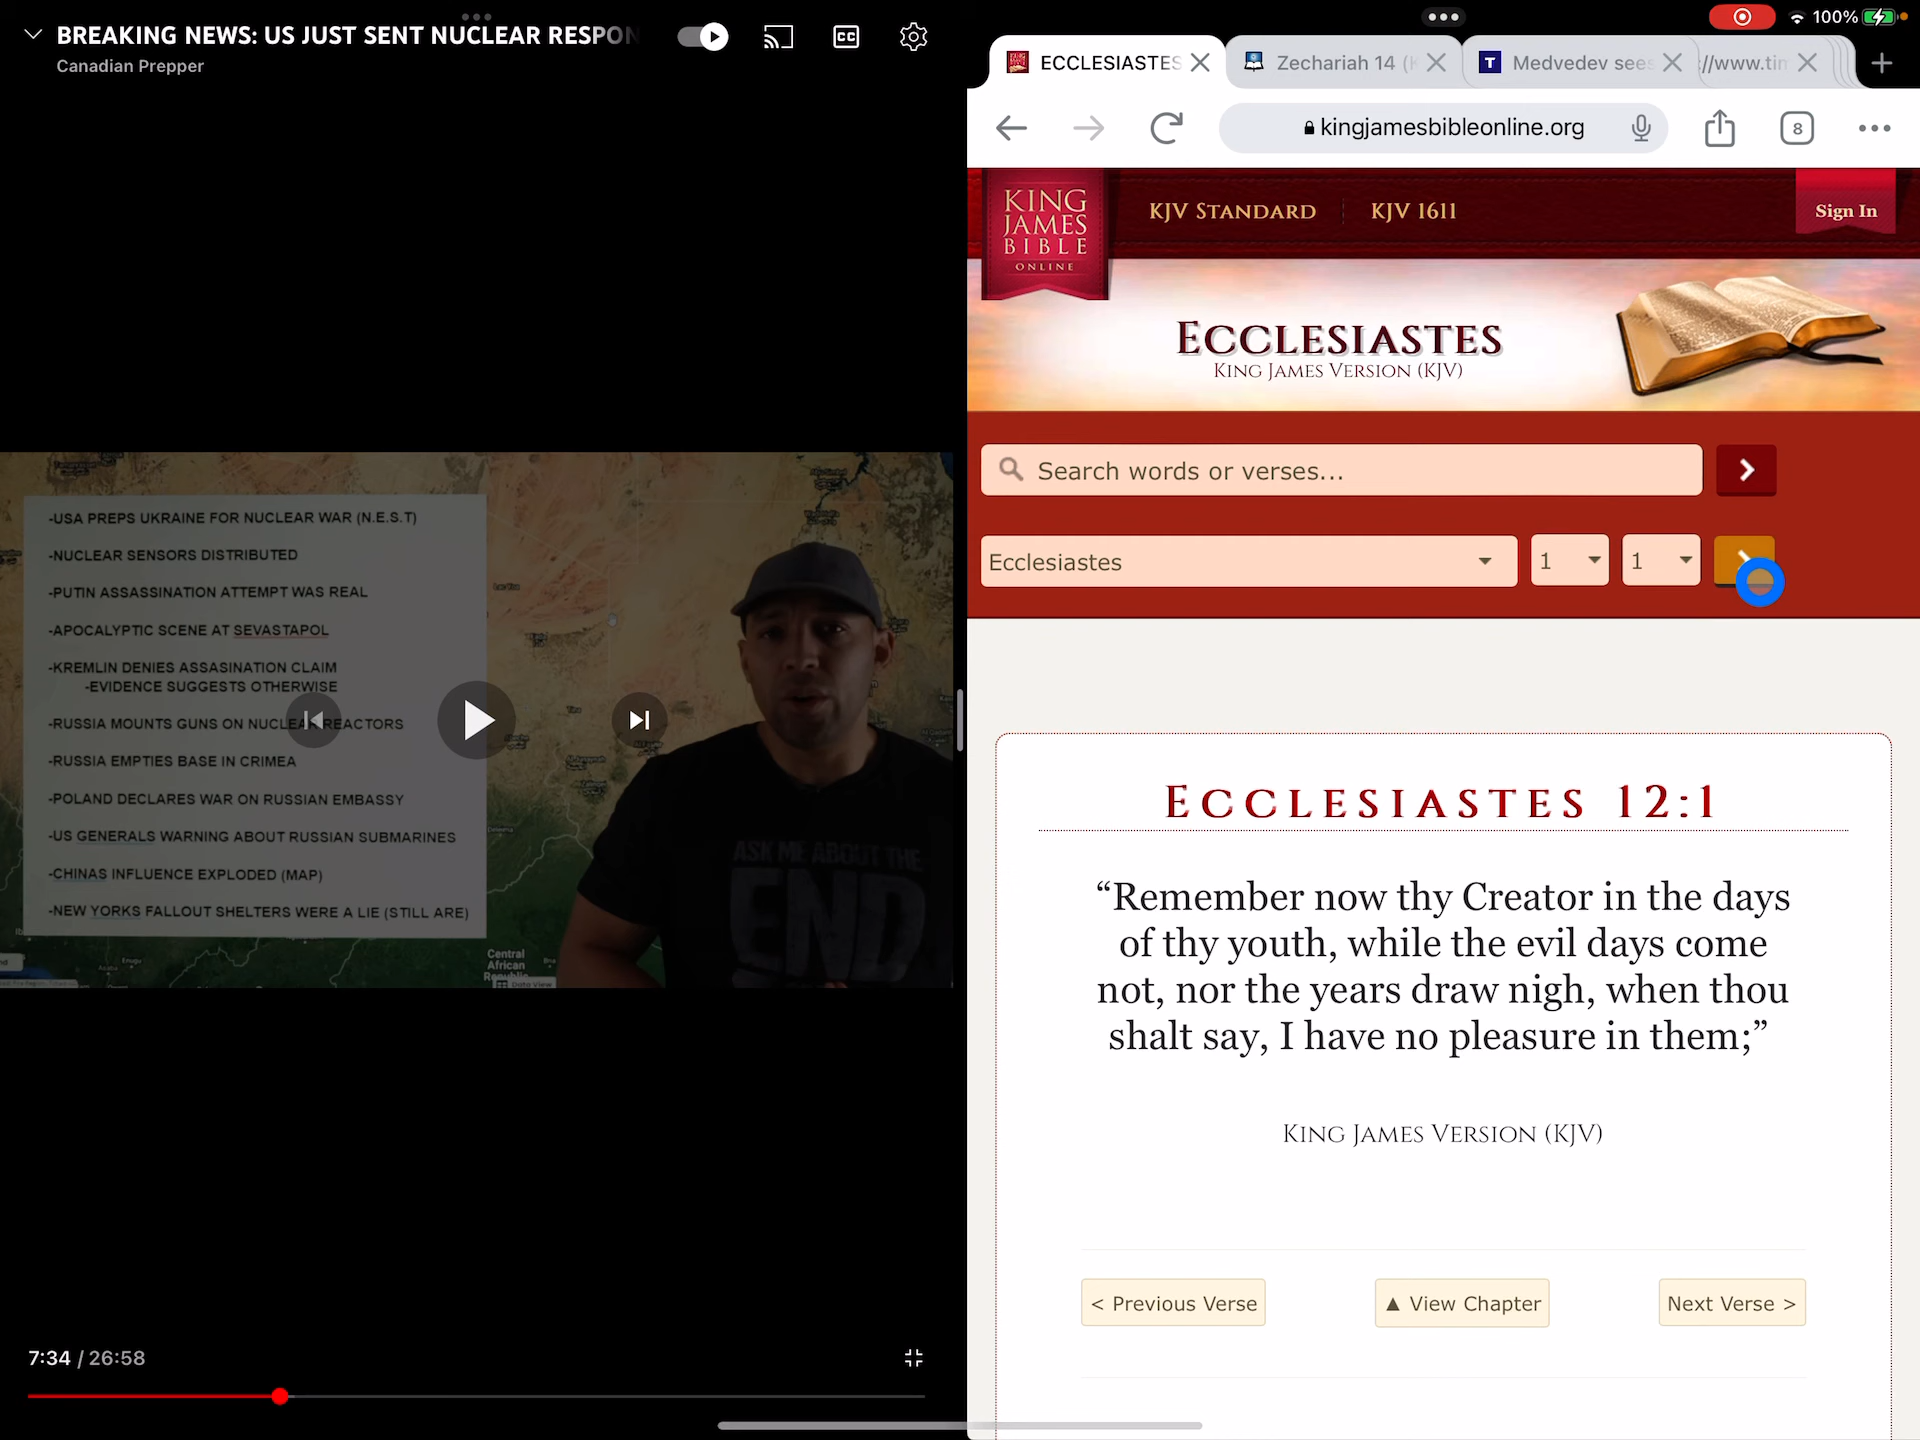 BREAKING NEWS: US JUST SENT NUCLEAR RESPON
Canadian Prepper
CC
-USA PREPS UKRAINE FOR NUCLEAR WAR (N.E.S.T)
-NUCLEAR SENSORS DISTRIBUTED
-PUTIN ASSASSINATION ATTEMPT WAS REAL
-APOCALYPTIC SCENE AT SEVASTAPOL
-KREMLIN DENIES ASSASINATION CLAIM
-EVIDENCE SUGGESTS OTHERWISE
-RUSSIA MOUNTS GUNS ON NUCLEAR REACTORS
-RUSSIA EMPTIES BASE IN CRIMEA
-POLAND DECLARES WAR ON RUSSIAN EMBASSY
-US GENERALS WARNING ABOUT RUSSIAN SUBMARINES
-CHINAS INFLUENCE EXPLODED (MAP)
-NEW YORKS FALLOUT SHELTERS WERE A LIE (STILL ARE)
ASK ME ABOUT THE
END
Central
African
Republic
Data View
7:34 / 26:58
100%
ECCLESIASTES
Zechariah 14 (
T Medvedev sees
//www.tim
kingjamesbibleonline.org
8
KING
JAMES
BIBLE
ONLINE
KJV STANDARD
KJV 1611
Sign In
ECCLESIASTES
KING JAMES VERSION (KJV)
Search words or verses...
Ecclesiastes
1
1
ECCLESIASTES 12:1
“Remember now thy Creator in the days
of thy youth, while the evil days come
not, nor the years draw nigh, when thou
shalt say, I have no pleasure in them;”
KING JAMES VERSION (KJV)
< Previous Verse
▲ View Chapter
Next Verse >